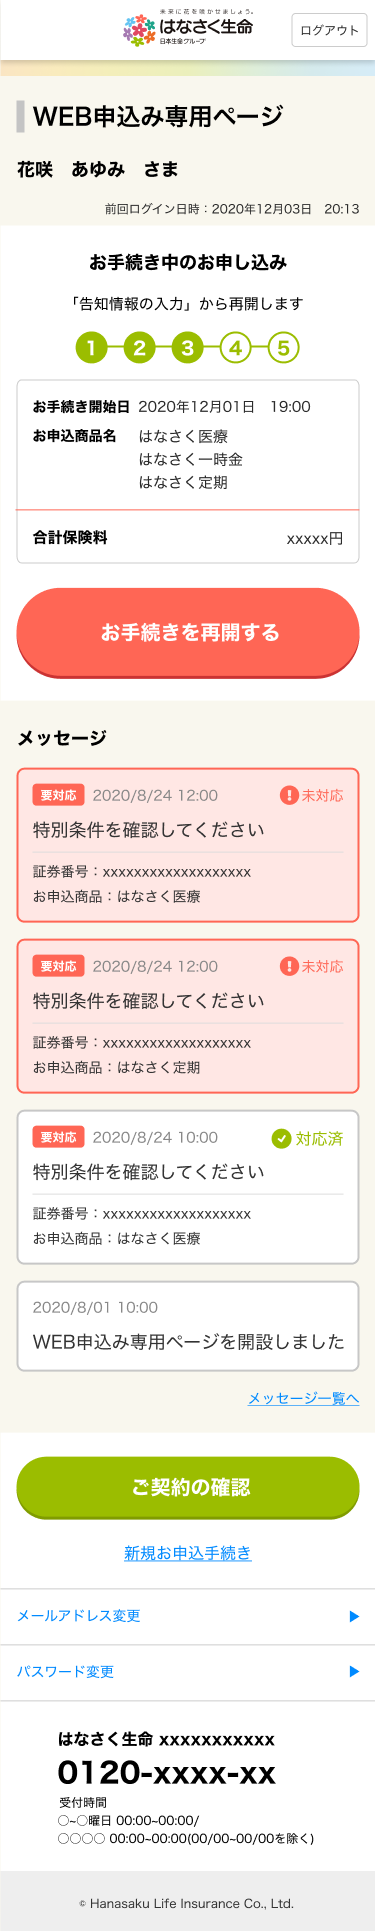 未来に花を咲かせましょう。
はなさく生命
日本生命グループ
ログアウト
WEB申込み専用ページ
花咲　あゆみ　さま
前回ログイン日時：2020年12月03日　20:13
お手続き中のお申し込み
「告知情報の入力」から再開します
1 2 3 4 5
お手続き開始日 2020年12月01日　19:00
お申込商品名 はなさく医療
はなさく一時金
はなさく定期
合計保険料 xxxxx円
お手続きを再開する
メッセージ
要対応 2020/8/24 12:00 未対応
特別条件を確認してください
証券番号：xxxxxxxxxxxxxxxxxxx
お申込商品：はなさく医療
要対応 2020/8/24 12:00 未対応
特別条件を確認してください
証券番号：xxxxxxxxxxxxxxxxxxx
お申込商品：はなさく定期
要対応 2020/8/24 10:00 対応済
特別条件を確認してください
証券番号：xxxxxxxxxxxxxxxxxxx
お申込商品：はなさく医療
2020/8/01 10:00
WEB申込み専用ページを開設しました
メッセージ一覧へ
ご契約の確認
新規お申込手続き
メールアドレス変更
パスワード変更
はなさく生命 xxxxxxxxxxx
0120-xxxx-xx
受付時間
○~○曜日 00:00~00:00/
○○○○ 00:00~00:00(00/00~00/00を除く)
© Hanasaku Life Insurance Co., Ltd.